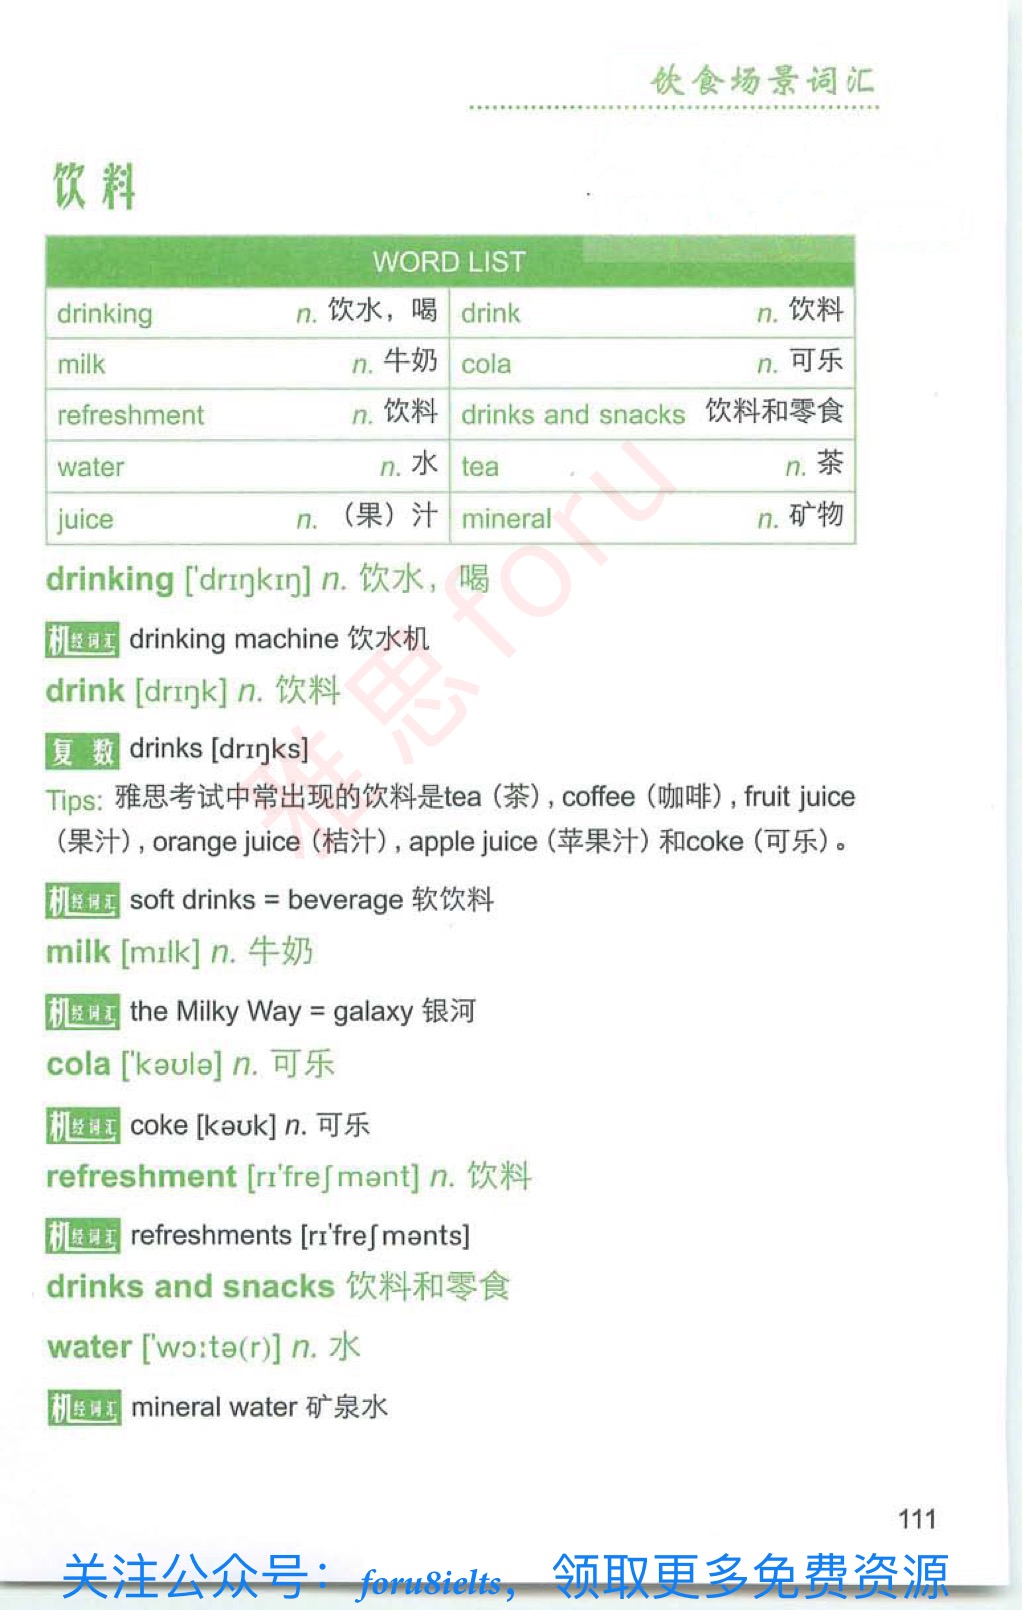 饮食场景词汇
饮料
WORD LIST
drinking n. 饮水，喝 drink n. 饮料
milk n. 牛奶 cola n. 可乐
refreshment n. 饮料 drinks and snacks 饮料和零食
water n. 水 tea n. 茶
juice n. （果）汁 mineral n. 矿物
drinking ['drɪŋkɪŋ] n. 饮水，喝
机经词汇 drinking machine 饮水机
drink [drɪŋk] n. 饮料
复数 drinks [drɪŋks]
Tips: 雅思考试中常出现的饮料是tea（茶）, coffee（咖啡）, fruit juice
（果汁）, orange juice（桔汁）, apple juice（苹果汁）和coke（可乐）。
机经词汇 soft drinks = beverage 软饮料
milk [mɪlk] n. 牛奶
机经词汇 the Milky Way = galaxy 银河
cola ['kəʊlə] n. 可乐
机经词汇 coke [kəʊk] n. 可乐
refreshment [rɪ'freʃmənt] n. 饮料
机经词汇 refreshments [rɪ'freʃmənts]
drinks and snacks 饮料和零食
water ['wɔːtə(r)] n. 水
机经词汇 mineral water 矿泉水
雅思 foru
111
关注公众号：foru8ielts，领取更多免费资源